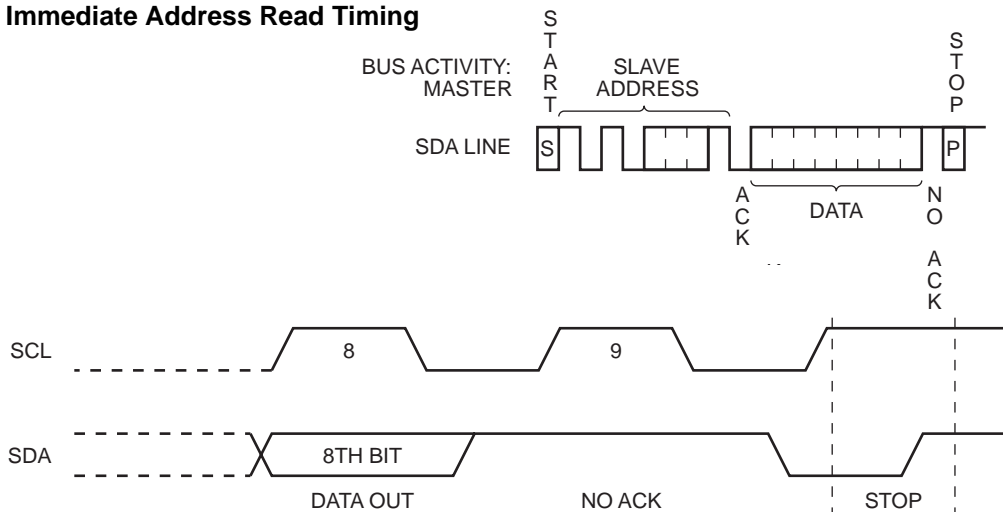 Immediate Address Read Timing
START
BUS ACTIVITY:
MASTER
SLAVE
ADDRESS
STOP
SDA LINE
S
P
ACK
DATA
NO ACK
SCL
8
9
SDA
8TH BIT
DATA OUT
NO ACK
STOP